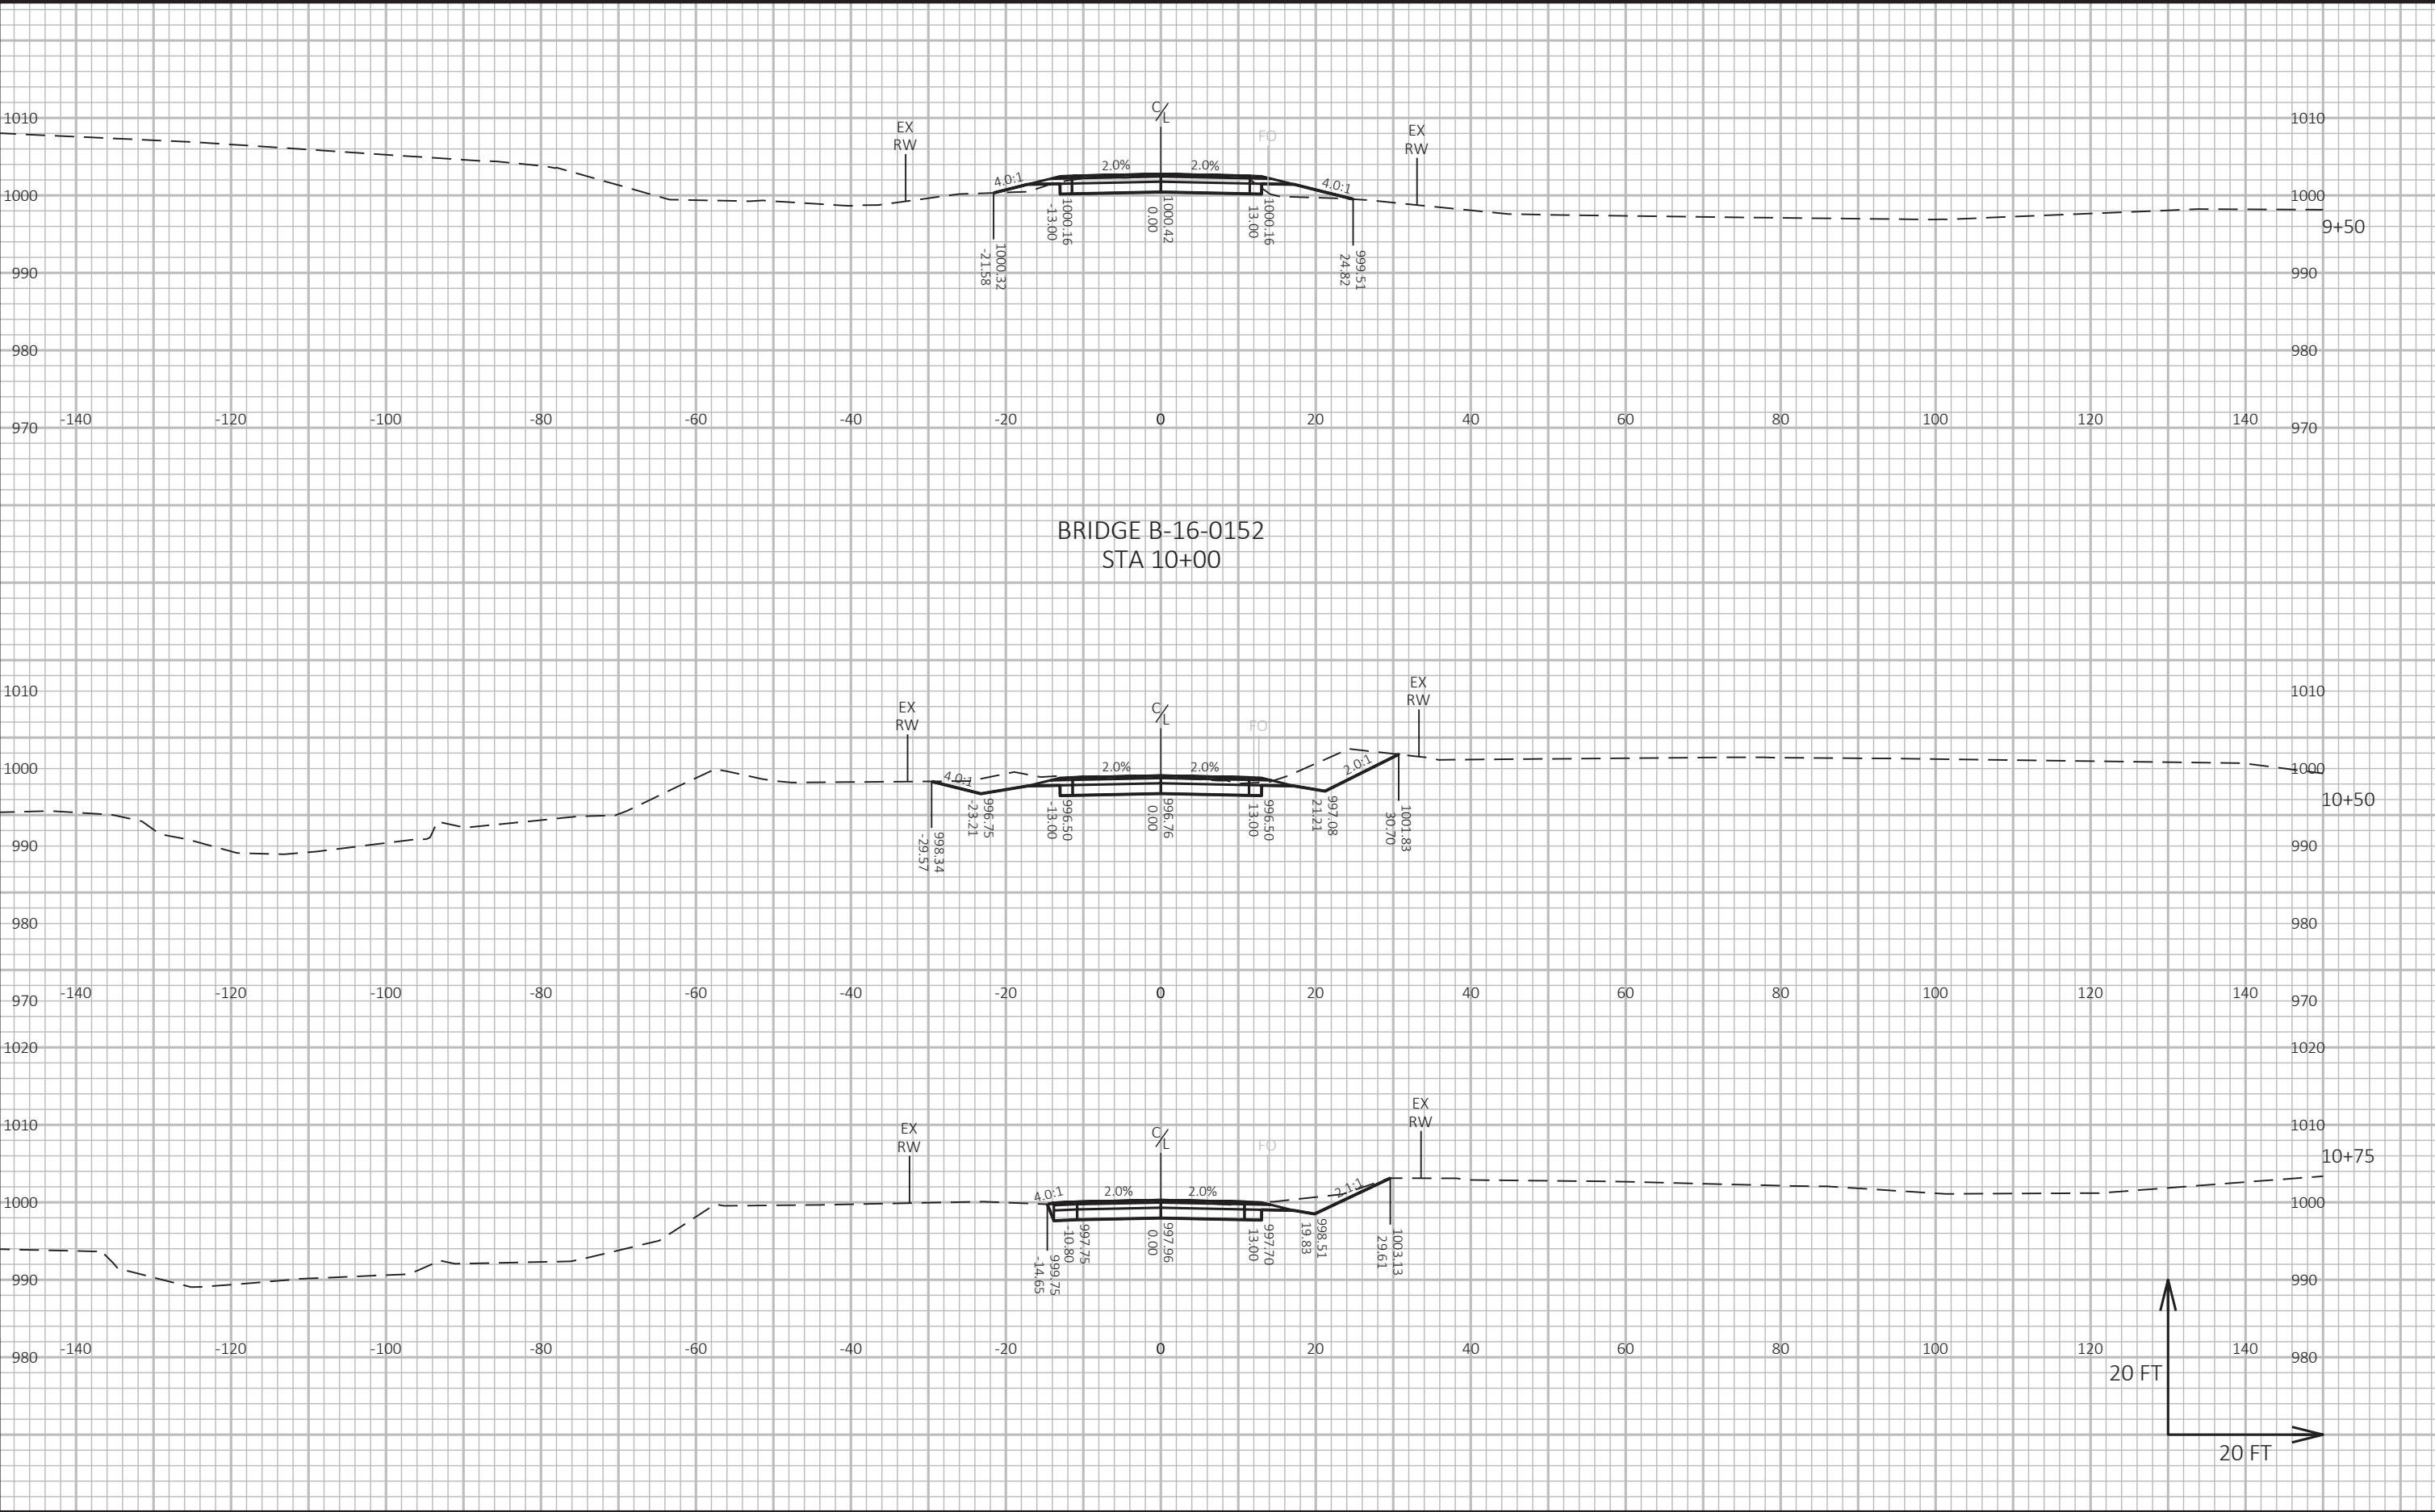 C/L
FO
EX
RW
EX
RW
1010 1010
2.0% 2.0%
4.0:1 4.0:1
1000 1000
9+50
-21.58 1000.32
-13.00 1000.16
0.00 1000.42
13.00 1000.16
24.82 999.51
990 990
980 980
-140 -120 -100 -80 -60 -40 -20 0 20 40 60 80 100 120 140
970 970
BRIDGE B-16-0152
STA 10+00
EX
RW
EX
RW
C/L
FO
1010 1010
2.0% 2.0%
4.0:1 2.0:1
1000 1000
10+50
-29.57 998.34
-23.21 996.75
-13.00 996.50
0.00 996.76
13.00 996.50
21.21 997.08
30.70 1001.83
990 990
980 980
-140 -120 -100 -80 -60 -40 -20 0 20 40 60 80 100 120 140
970 970
1020 1020
EX
RW
EX
RW
C/L
FO
1010 1010
10+75
4.0:1 2.0% 2.0% 2.1:1
1000 1000
-14.65 999.75
-10.80 997.75
0.00 997.96
13.00 997.70
19.83 998.51
29.61 1003.13
990 990
-140 -120 -100 -80 -60 -40 -20 0 20 40 60 80 100 120 140
980 980
20 FT
20 FT